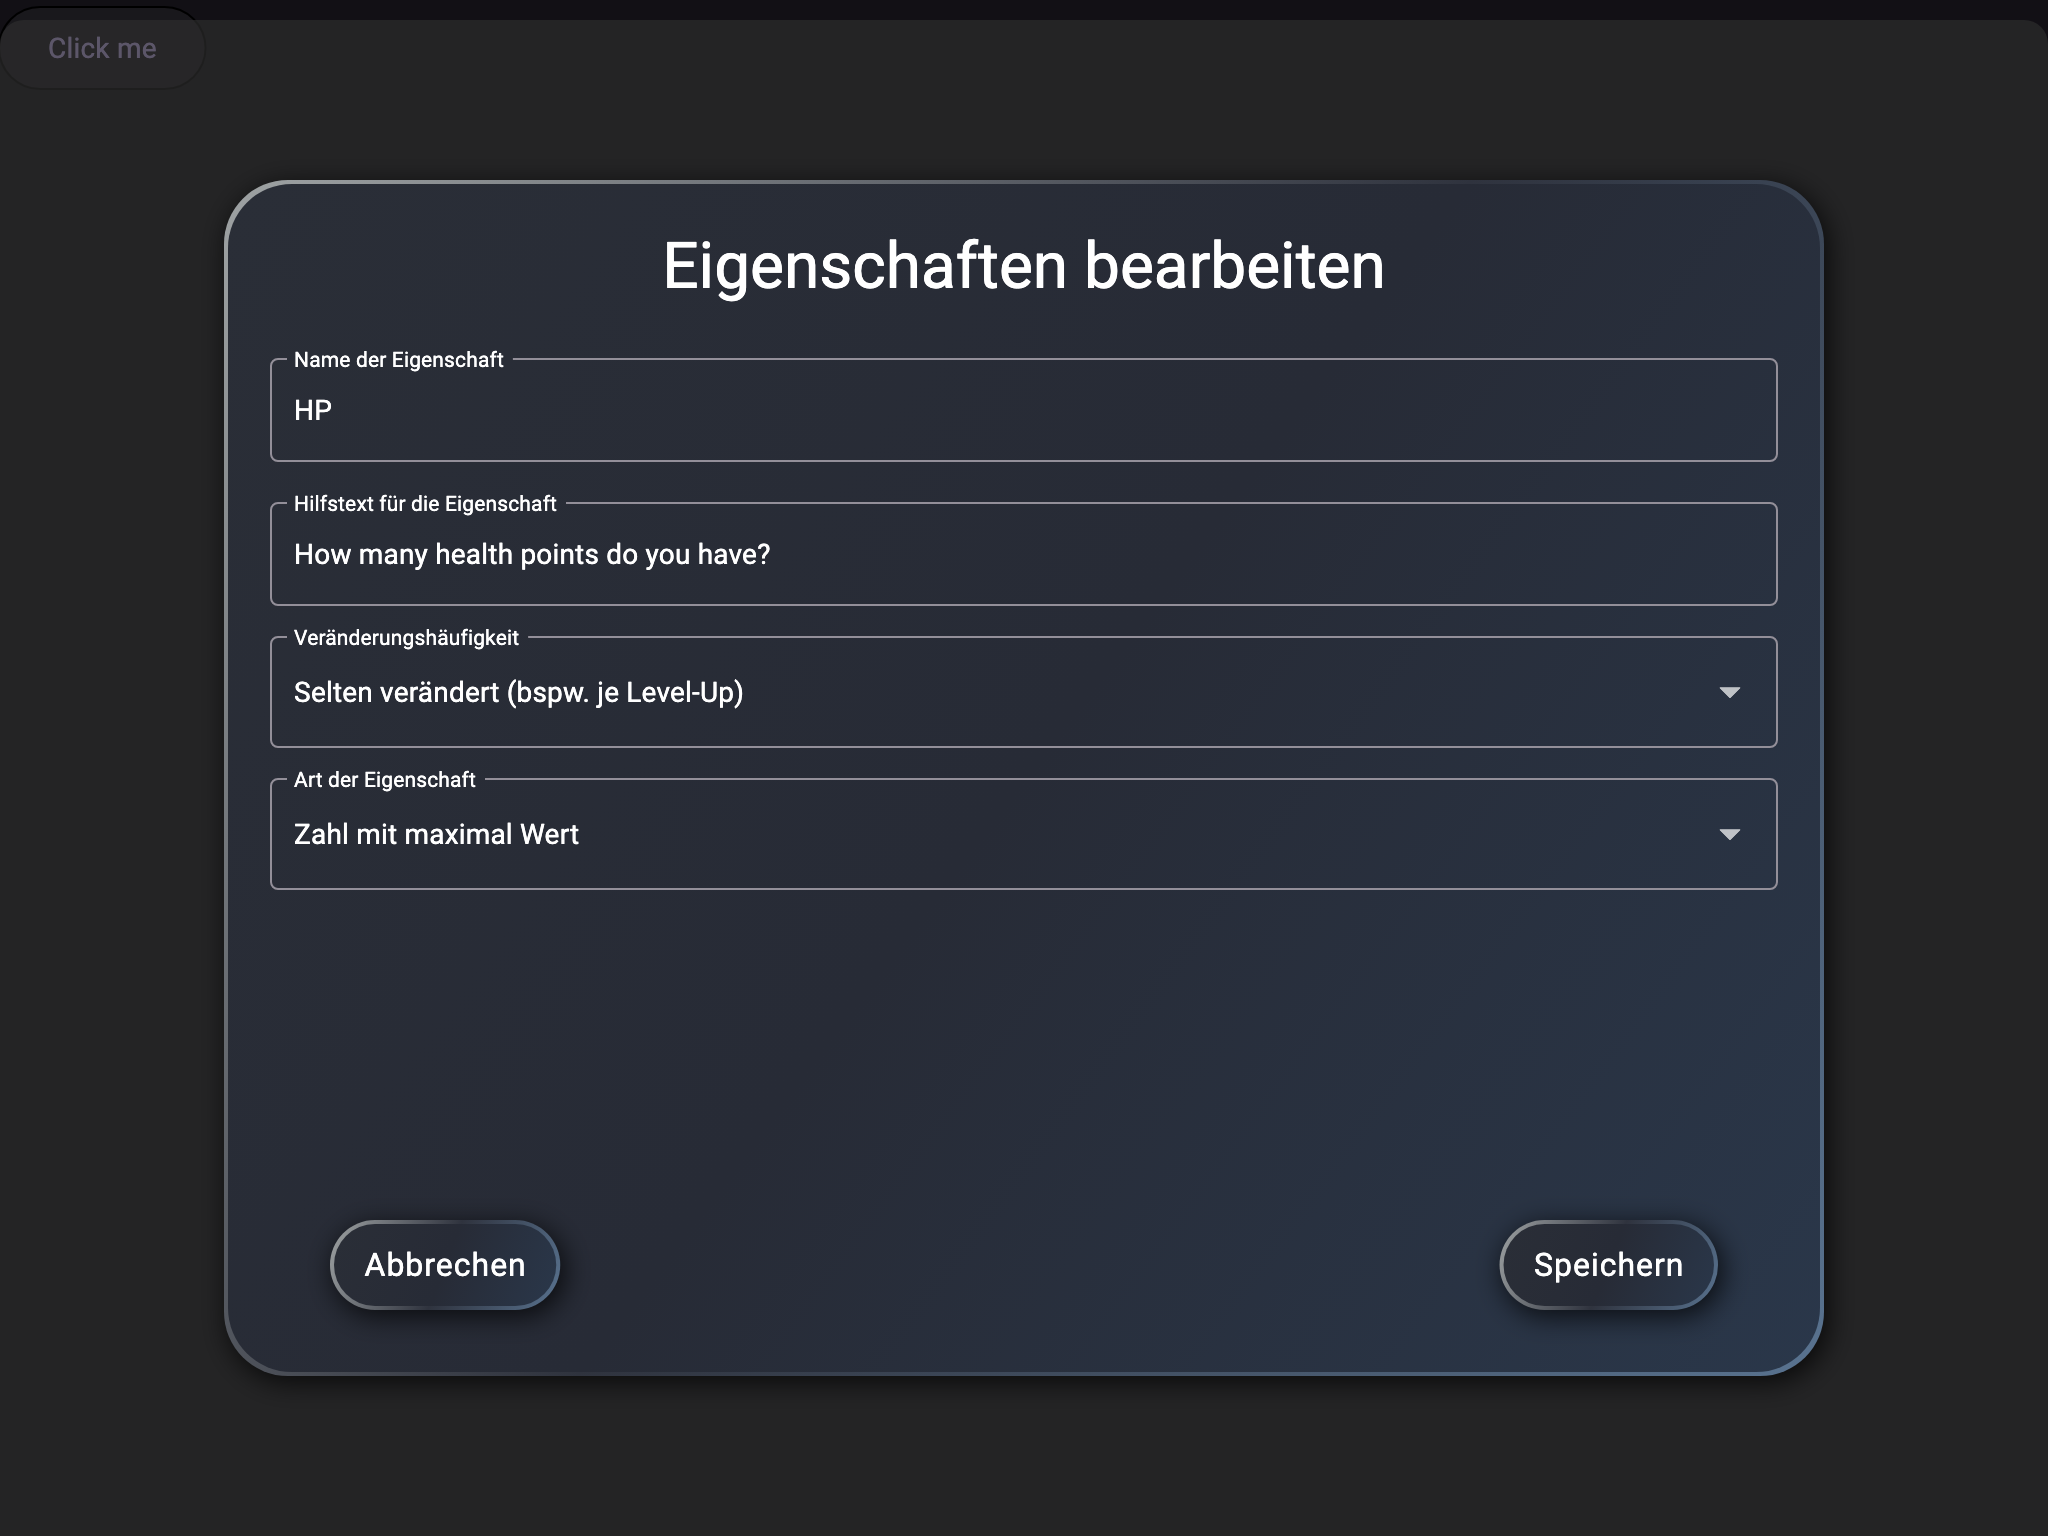 Click me
Eigenschaften bearbeiten
Name der Eigenschaft
HP
Hilfstext für die Eigenschaft
How many health points do you have?
Veränderungshäufigkeit
Selten verändert (bspw. je Level-Up)
Art der Eigenschaft
Zahl mit maximal Wert
Abbrechen
Speichern